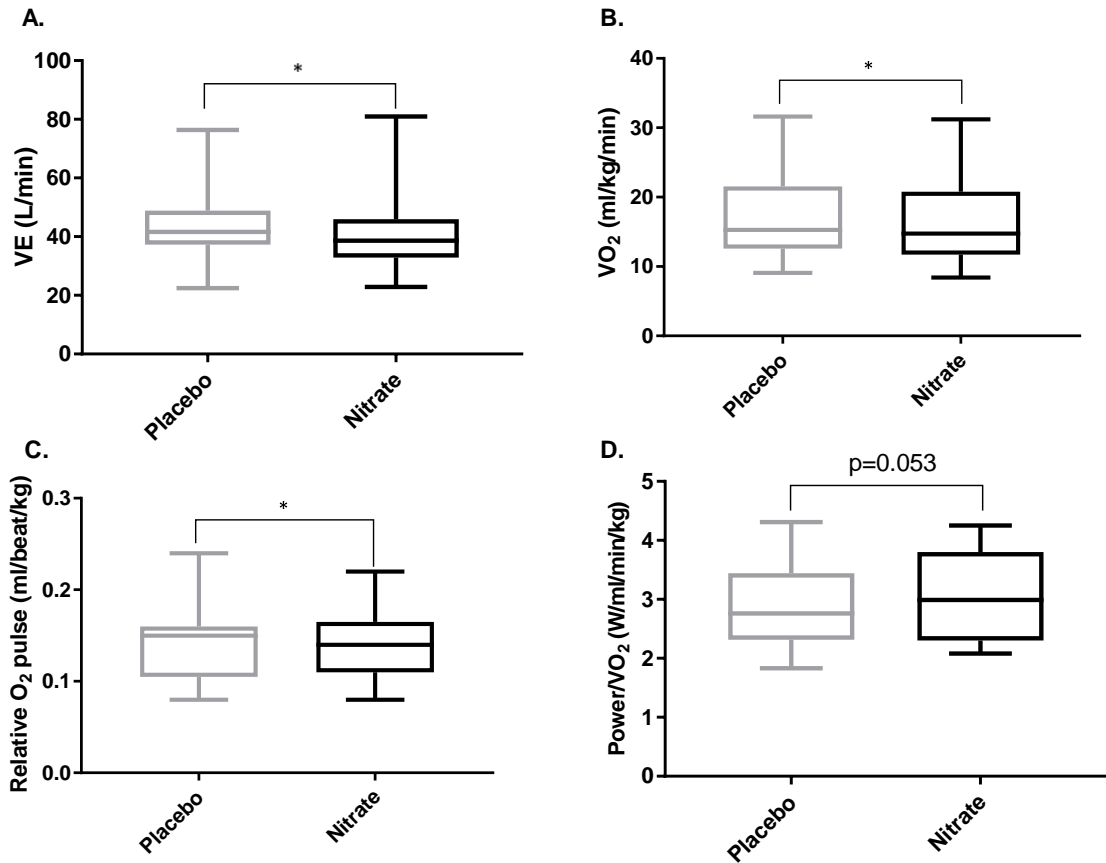 A.
VE (L/min)
100
80
60
40
20
0
*
Placebo
Nitrate
B.
VO₂ (ml/kg/min)
40
30
20
10
0
*
Placebo
Nitrate
C.
Relative O₂ pulse (ml/beat/kg)
0.3
0.2
0.1
0.0
*
Placebo
Nitrate
D.
Power/VO₂ (W/ml/min/kg)
5
4
3
2
1
0
p=0.053
Placebo
Nitrate